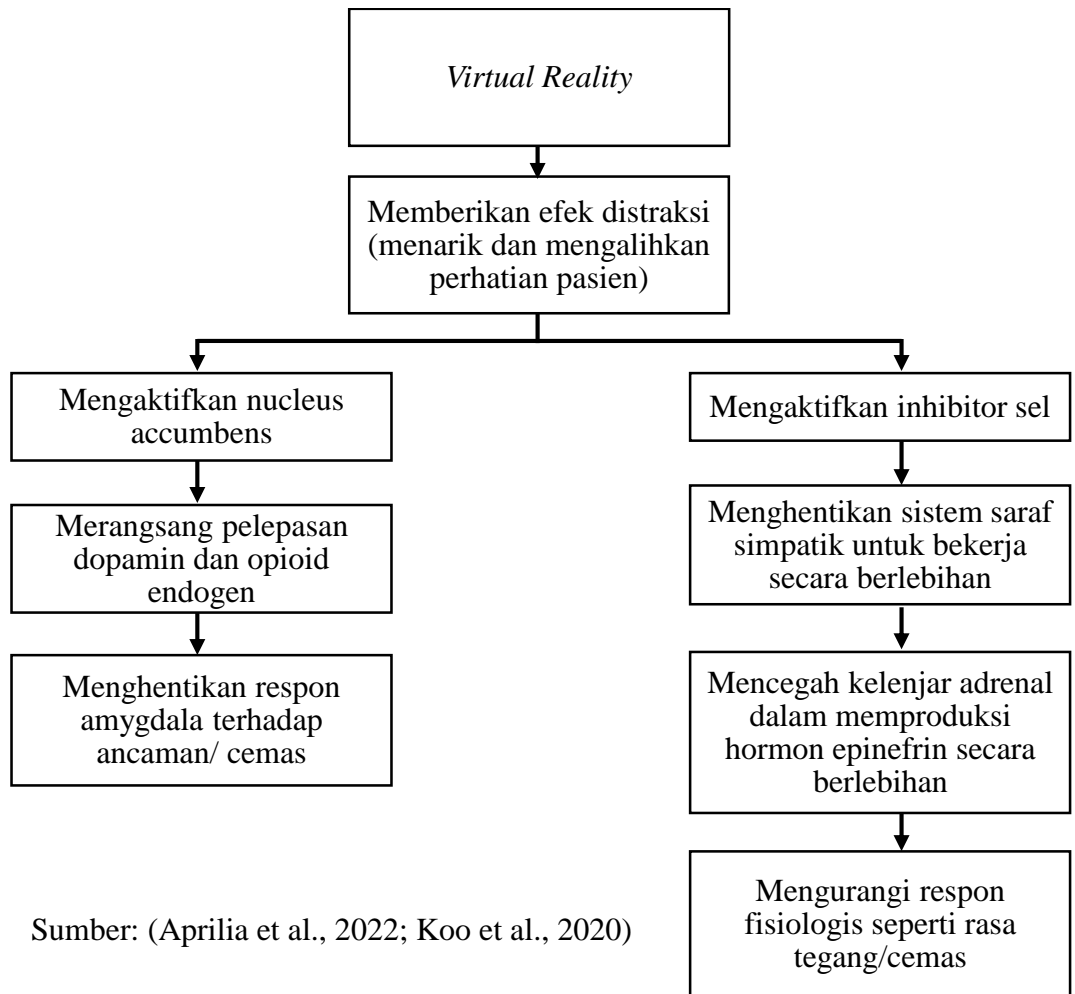 Virtual Reality
Memberikan efek distraksi
(menarik dan mengalihkan
perhatian pasien)
Mengaktifkan nucleus
accumbens
Merangsang pelepasan
dopamin dan opioid
endogen
Menghentikan respon
amygdala terhadap
ancaman/ cemas
Mengaktifkan inhibitor sel
Menghentikan sistem saraf
simpatik untuk bekerja
secara berlebihan
Mencegah kelenjar adrenal
dalam memproduksi
hormon epinefrin secara
berlebihan
Mengurangi respon
fisiologis seperti rasa
tegang/cemas
Sumber: (Aprilia et al., 2022; Koo et al., 2020)